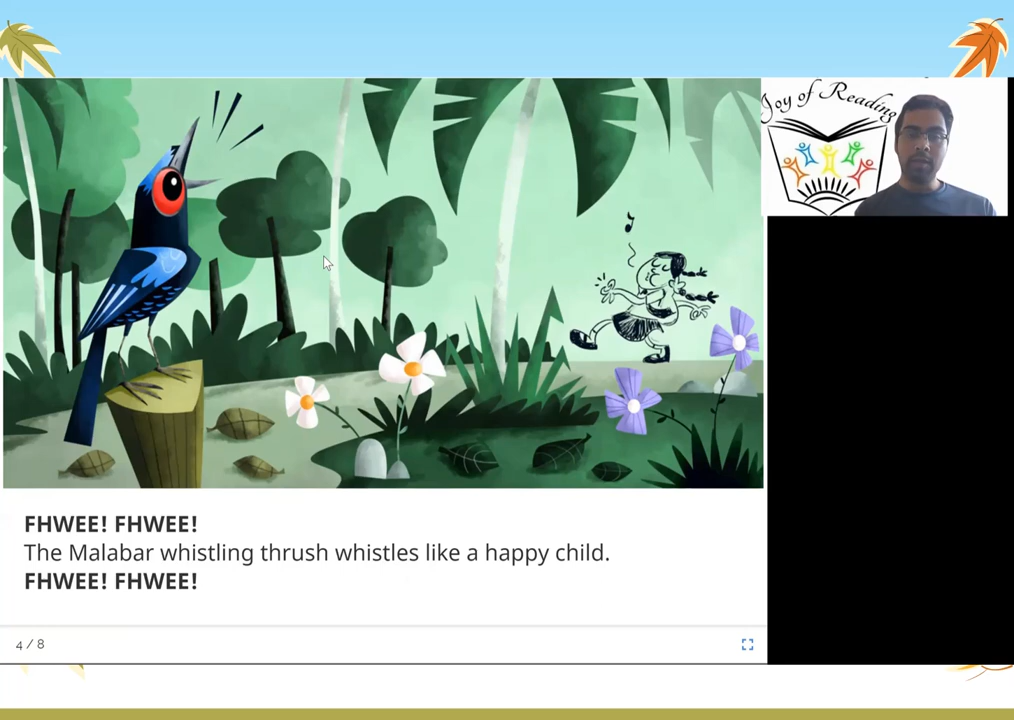 Joy of Reading
FHWEE! FHWEE!
The Malabar whistling thrush whistles like a happy child.
FHWEE! FHWEE!
4 / 8